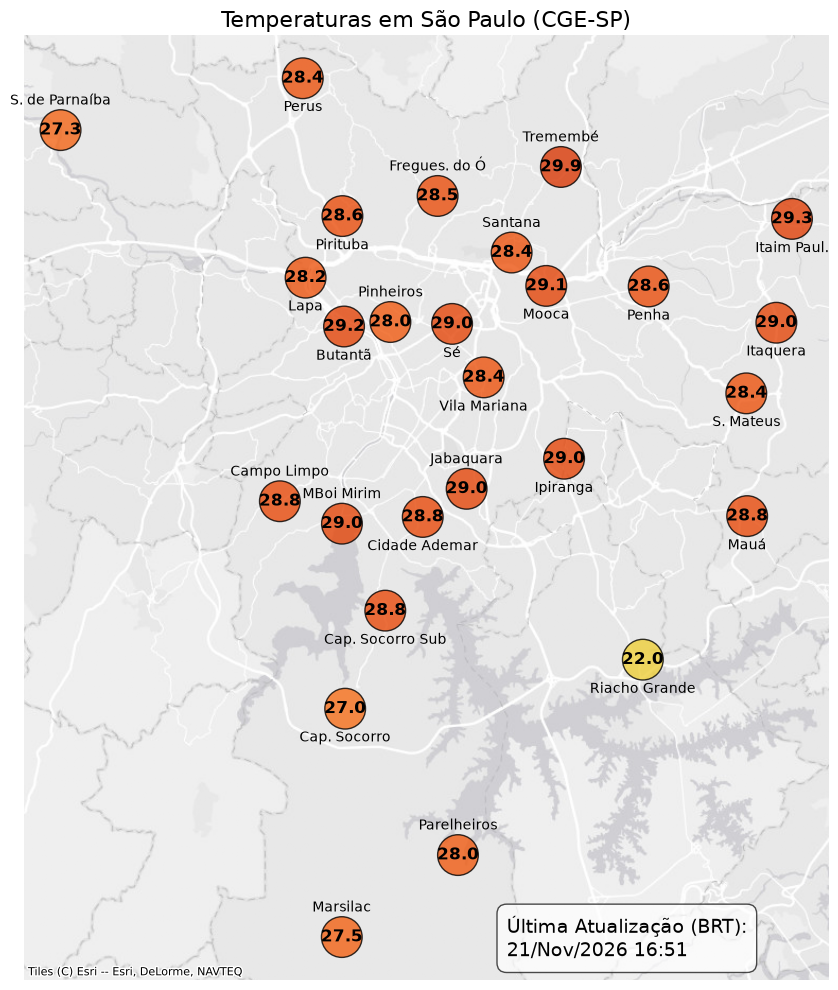 Temperaturas em São Paulo (CGE-SP)
28.4
Perus
S. de Parnaíba
27.3
Tremembé
29.9
Fregues. do Ó
28.5
28.6
Pirituba
29.3
Itaim Paul.
Santana
28.4
28.2
Lapa
29.1
Mooca
28.6
Penha
Pinheiros
28.0
29.2
Butantã
29.0
Sé
29.0
Itaquera
28.4
Vila Mariana
28.4
S. Mateus
Jabaquara
29.0
29.0
Ipiranga
Campo Limpo
28.8
MBoi Mirim
29.0
28.8
Cidade Ademar
28.8
Mauá
28.8
Cap. Socorro Sub
22.0
Riacho Grande
27.0
Cap. Socorro
Parelheiros
28.0
Marsilac
27.5
Última Atualização (BRT):
21/Nov/2026 16:51
Tiles (C) Esri -- Esri, DeLorme, NAVTEQ